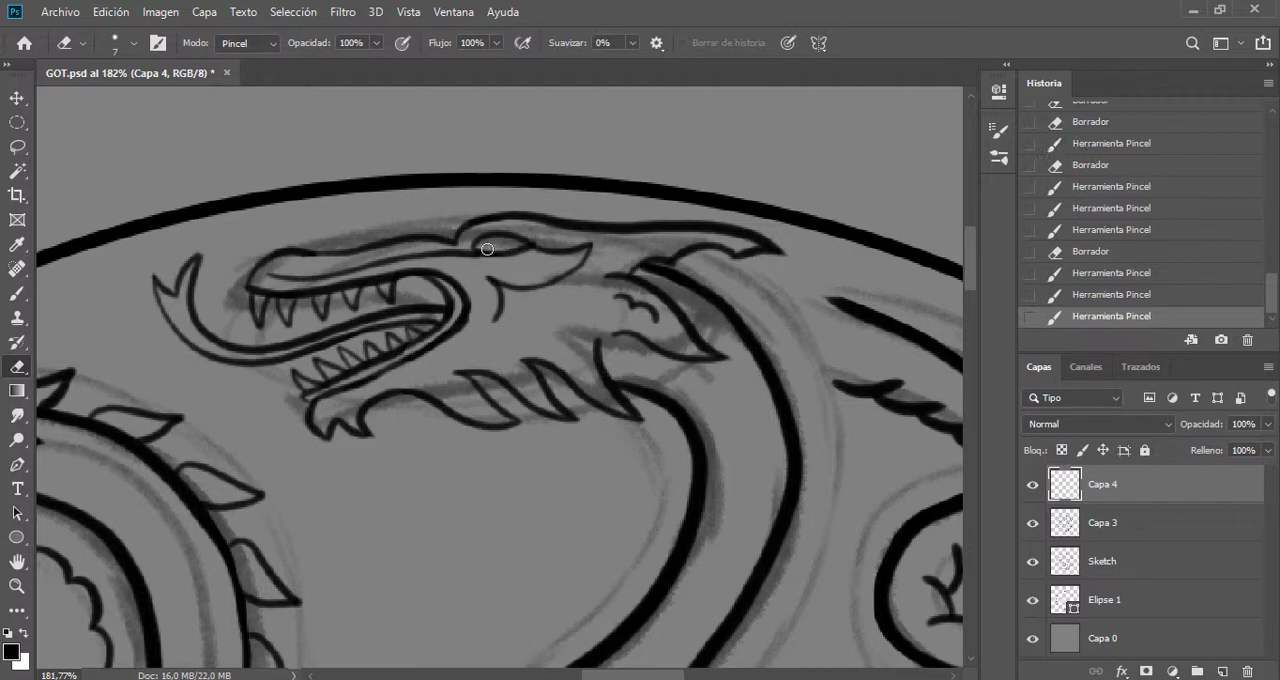 Ps Archivo Edición Imagen Capa Texto Selección Filtro 3D Vista Ventana Ayuda
7 Modo: Pincel Opacidad: 100% Flujo: 100% Suavizar: 0% Borrar de historia
GOT.psd al 182% (Capa 4, RGB/8) * ×
Historia
Borrador
Borrador
Herramienta Pincel
Borrador
Herramienta Pincel
Herramienta Pincel
Herramienta Pincel
Borrador
Herramienta Pincel
Herramienta Pincel
Herramienta Pincel
Capas Canales Trazados
Tipo
Normal Opacidad: 100%
Bloq.: Relleno: 100%
Capa 4
Capa 3
Sketch
Elipse 1
Capa 0
181,77% Doc: 16,0 MB/22,0 MB